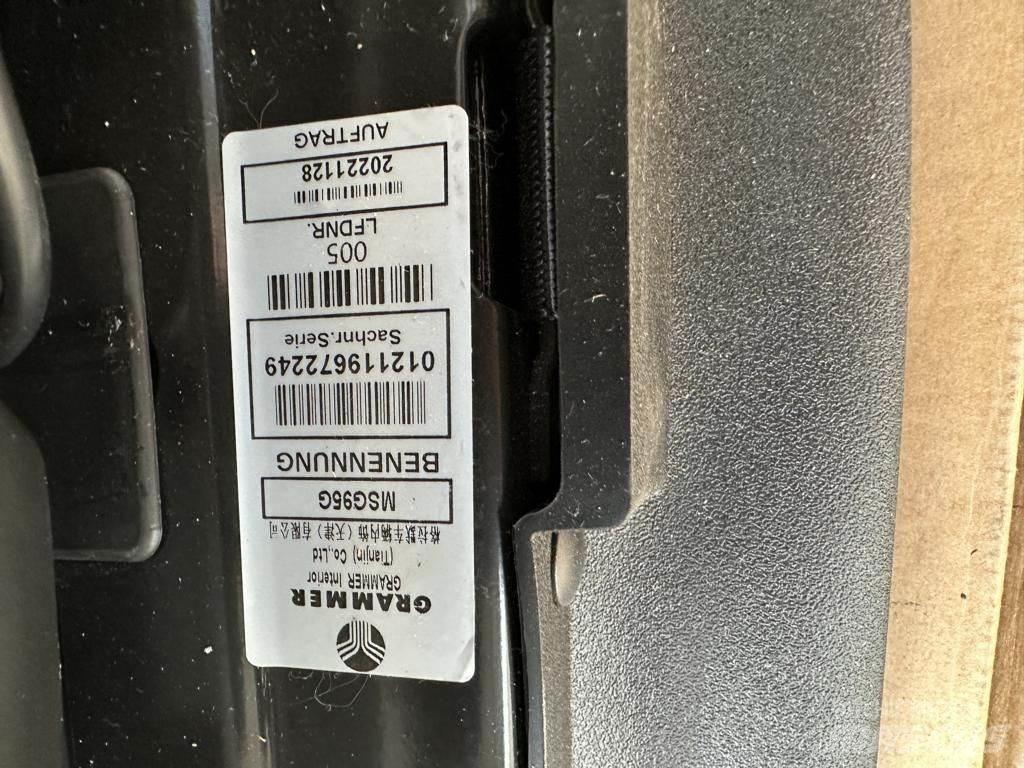 GRAMMER
GRAMMER Interior
(Tianjin) Co.,Ltd
格拉默车辆内饰（天津）有限公司
MSG95G
BENENNUNG
012119672249
Sachnr.Serie
005
LFDNR.
20221128
AUFTRAG